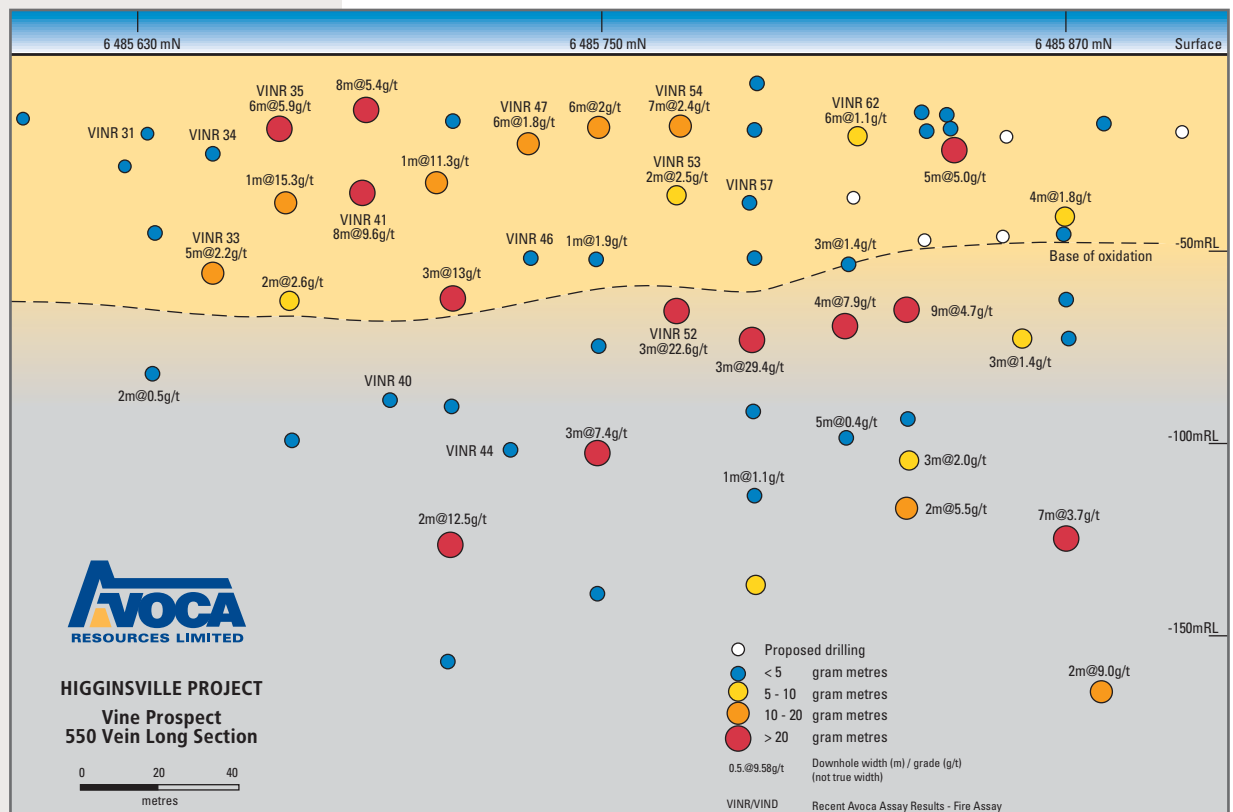 6 485 630 mN
6 485 750 mN
6 485 870 mN
Surface
VINR 35
6m@5.9g/t
8m@5.4g/t
VINR 31
VINR 34
VINR 47
6m@1.8g/t
6m@2g/t
VINR 54
7m@2.4g/t
VINR 62
6m@1.1g/t
1m@11.3g/t
1m@15.3g/t
VINR 53
2m@2.5g/t
VINR 57
5m@5.0g/t
VINR 41
8m@9.6g/t
4m@1.8g/t
VINR 33
5m@2.2g/t
VINR 46
1m@1.9g/t
3m@1.4g/t
-50mRL
Base of oxidation
2m@2.6g/t
3m@13g/t
4m@7.9g/t
9m@4.7g/t
VINR 52
3m@22.6g/t
3m@29.4g/t
3m@1.4g/t
2m@0.5g/t
VINR 40
5m@0.4g/t
3m@7.4g/t
-100mRL
VINR 44
3m@2.0g/t
1m@1.1g/t
2m@5.5g/t
7m@3.7g/t
2m@12.5g/t
AVOCA
RESOURCES LIMITED
-150mRL
2m@9.0g/t
HIGGINSVILLE PROJECT
Vine Prospect
550 Vein Long Section
0 20 40
metres
Proposed drilling
< 5 gram metres
5 - 10 gram metres
10 - 20 gram metres
> 20 gram metres
0.5.@9.58g/t Downhole width (m) / grade (g/t)
(not true width)
VINR/VIND Recent Avoca Assay Results - Fire Assay